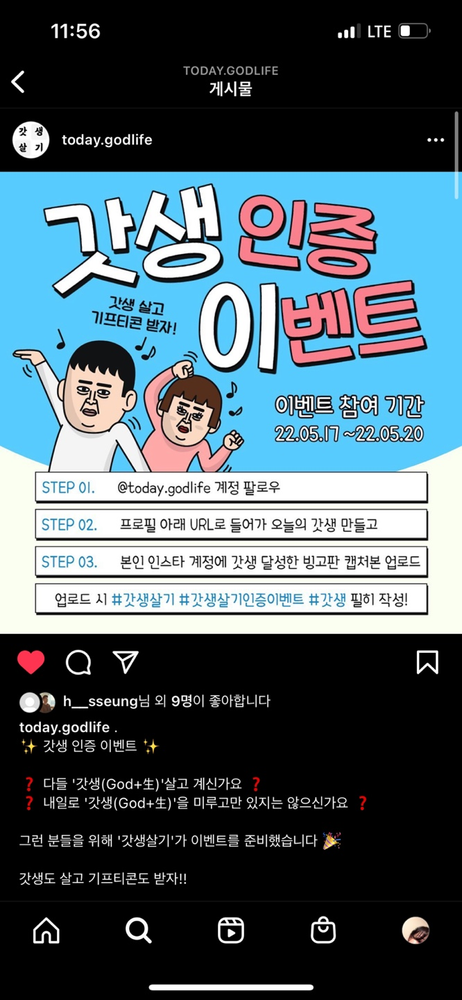 11:56
LTE
TODAY.GODLIFE
게시물
갓 생
살 기
today.godlife
갓생 인증
이벤트
갓생 살고
기프티콘 받자!
이벤트 참여 기간
22.05.17 ~22.05.20
STEP 01. @today.godlife 계정 팔로우
STEP 02. 프로필 아래 URL로 들어가 오늘의 갓생 만들고
STEP 03. 본인 인스타 계정에 갓생 달성한 빙고판 캡처본 업로드
업로드 시 #갓생살기 #갓생살기인증이벤트 #갓생 필히 작성!
h__sseung님 외 9명이 좋아합니다
today.godlife .
✨ 갓생 인증 이벤트 ✨
❓ 다들 '갓생(God+生)'살고 계신가요 ❓
❓ 내일로 '갓생(God+生)'을 미루고만 있지는 않으신가요 ❓
그런 분들을 위해 '갓생살기'가 이벤트를 준비했습니다 🎉
갓생도 살고 기프티콘도 받자!!